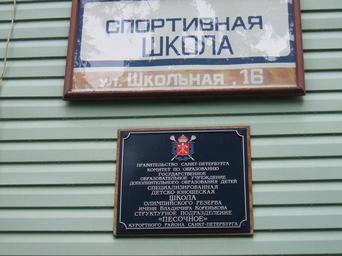 СПОРТИВНАЯ
ШКОЛА
ул. Школьная, 16
ПРАВИТЕЛЬСТВО САНКТ-ПЕТЕРБУРГА
КОМИТЕТ ПО ОБРАЗОВАНИЮ
ГОСУДАРСТВЕННОЕ
ОБРАЗОВАТЕЛЬНОЕ УЧРЕЖДЕНИЕ
ДОПОЛНИТЕЛЬНОГО ОБРАЗОВАНИЯ ДЕТЕЙ
СПЕЦИАЛИЗИРОВАННАЯ
ДЕТСКО-ЮНОШЕСКАЯ
ШКОЛА
ОЛИМПИЙСКОГО РЕЗЕРВА
ИМЕНИ ВЛАДИМИРА КОРЕНЬКОВА
СТРУКТУРНОЕ ПОДРАЗДЕЛЕНИЕ
«ПЕСОЧНОЕ»
КУРОРТНОГО РАЙОНА САНКТ-ПЕТЕРБУРГА